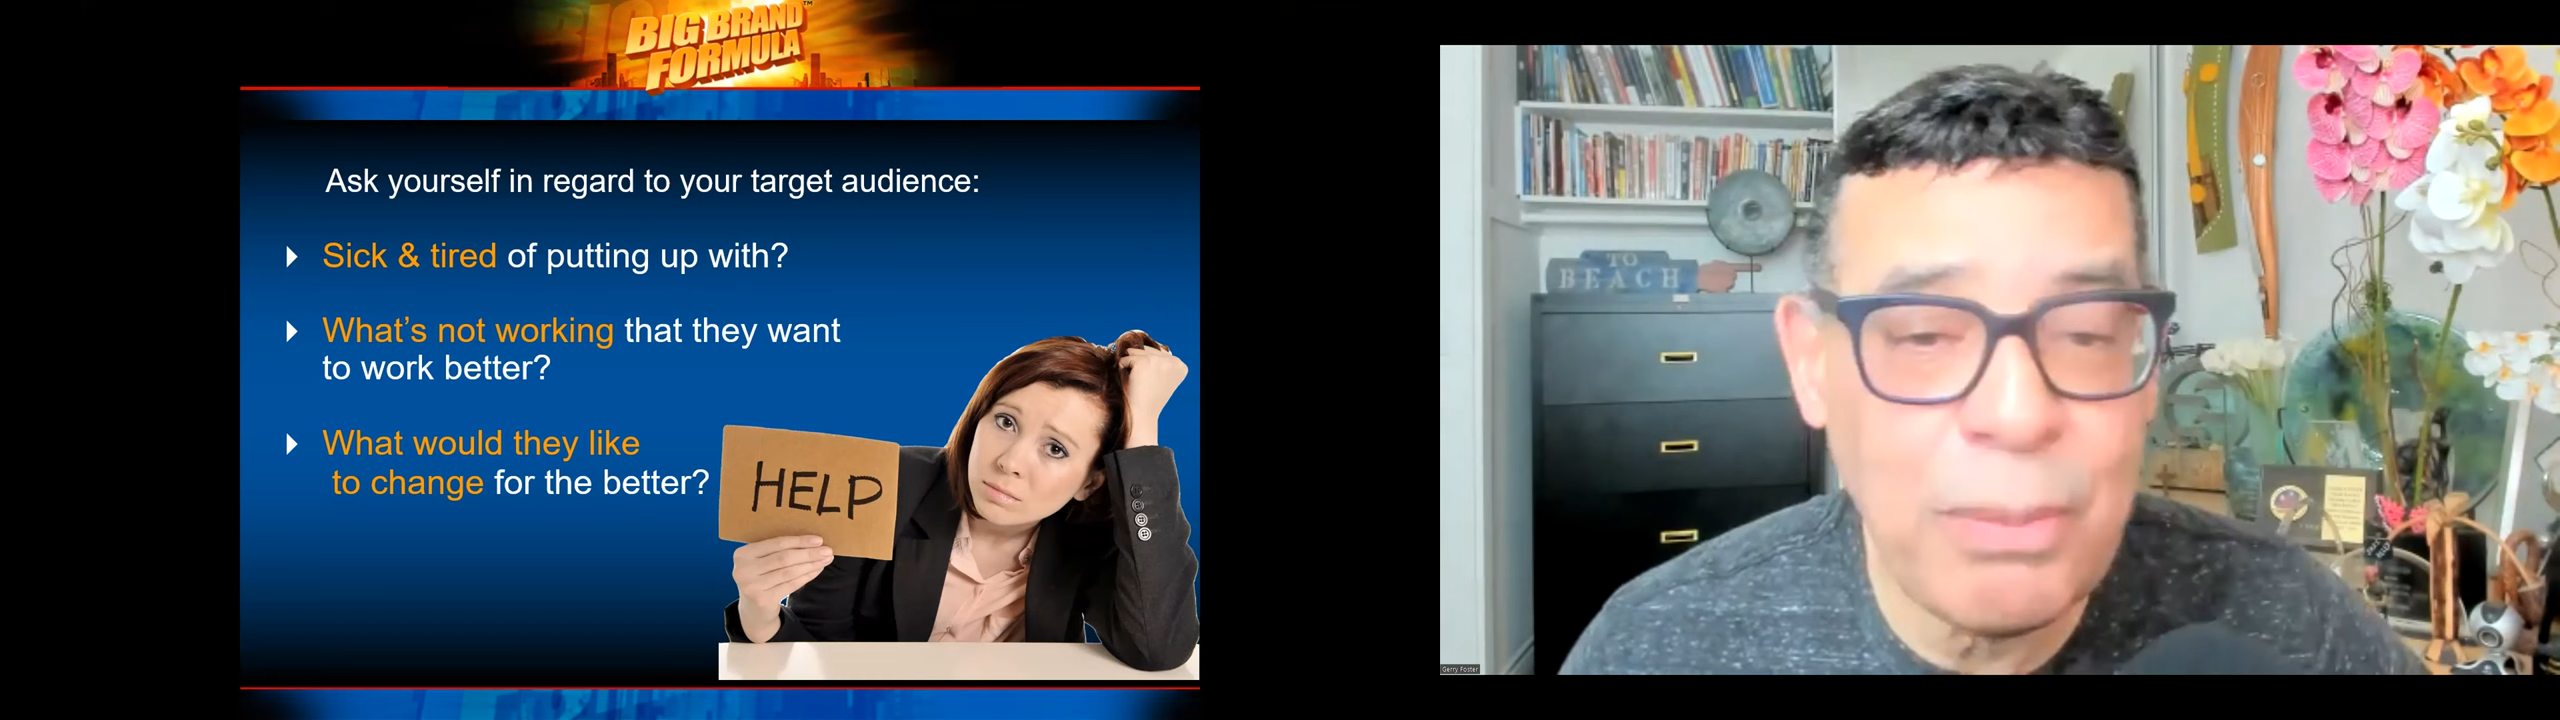 BIG BRAND
FORMULA™
Ask yourself in regard to your target audience:
Sick & tired of putting up with?
What’s not working that they want
to work better?
What would they like
to change for the better?
HELP
TO
BEACH
Gerry Foster